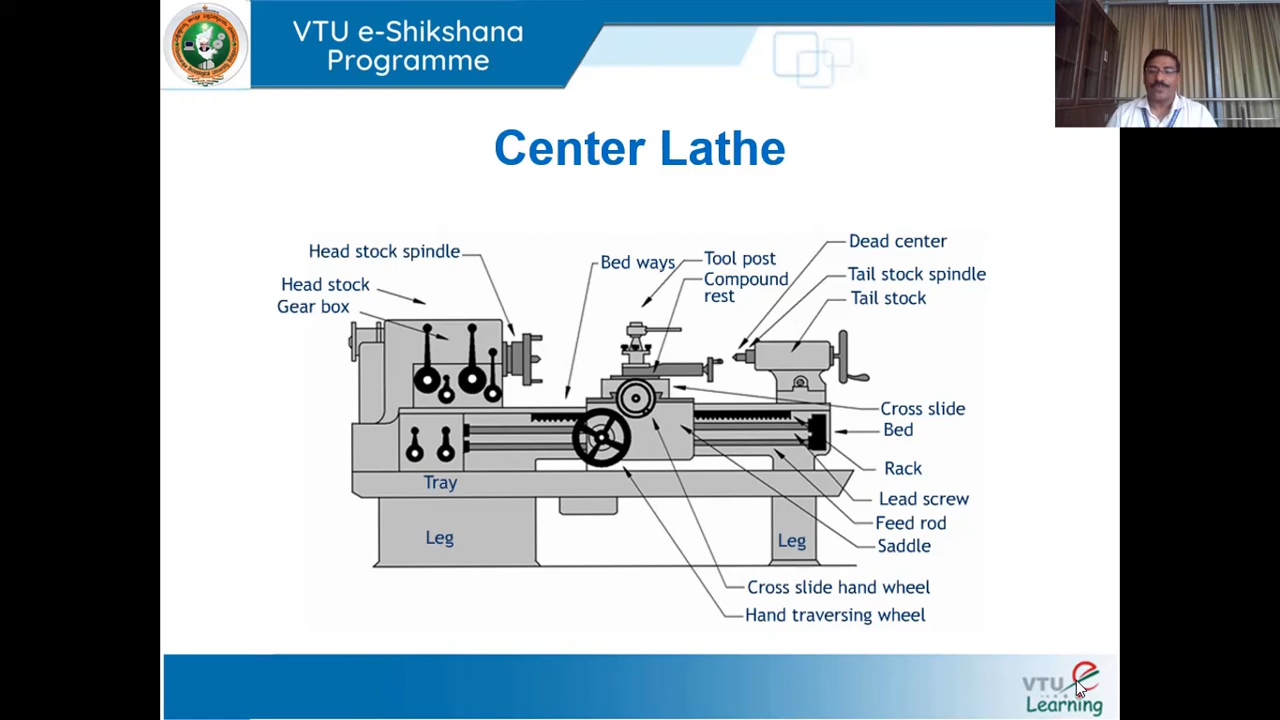 VTU e-Shikshana
Programme
Center Lathe
Head stock spindle
Head stock
Gear box
Bed ways
Tool post
Compound
rest
Dead center
Tail stock spindle
Tail stock
Cross slide
Bed
Rack
Lead screw
Feed rod
Saddle
Tray
Leg
Leg
Cross slide hand wheel
Hand traversing wheel
VTU e
Learning